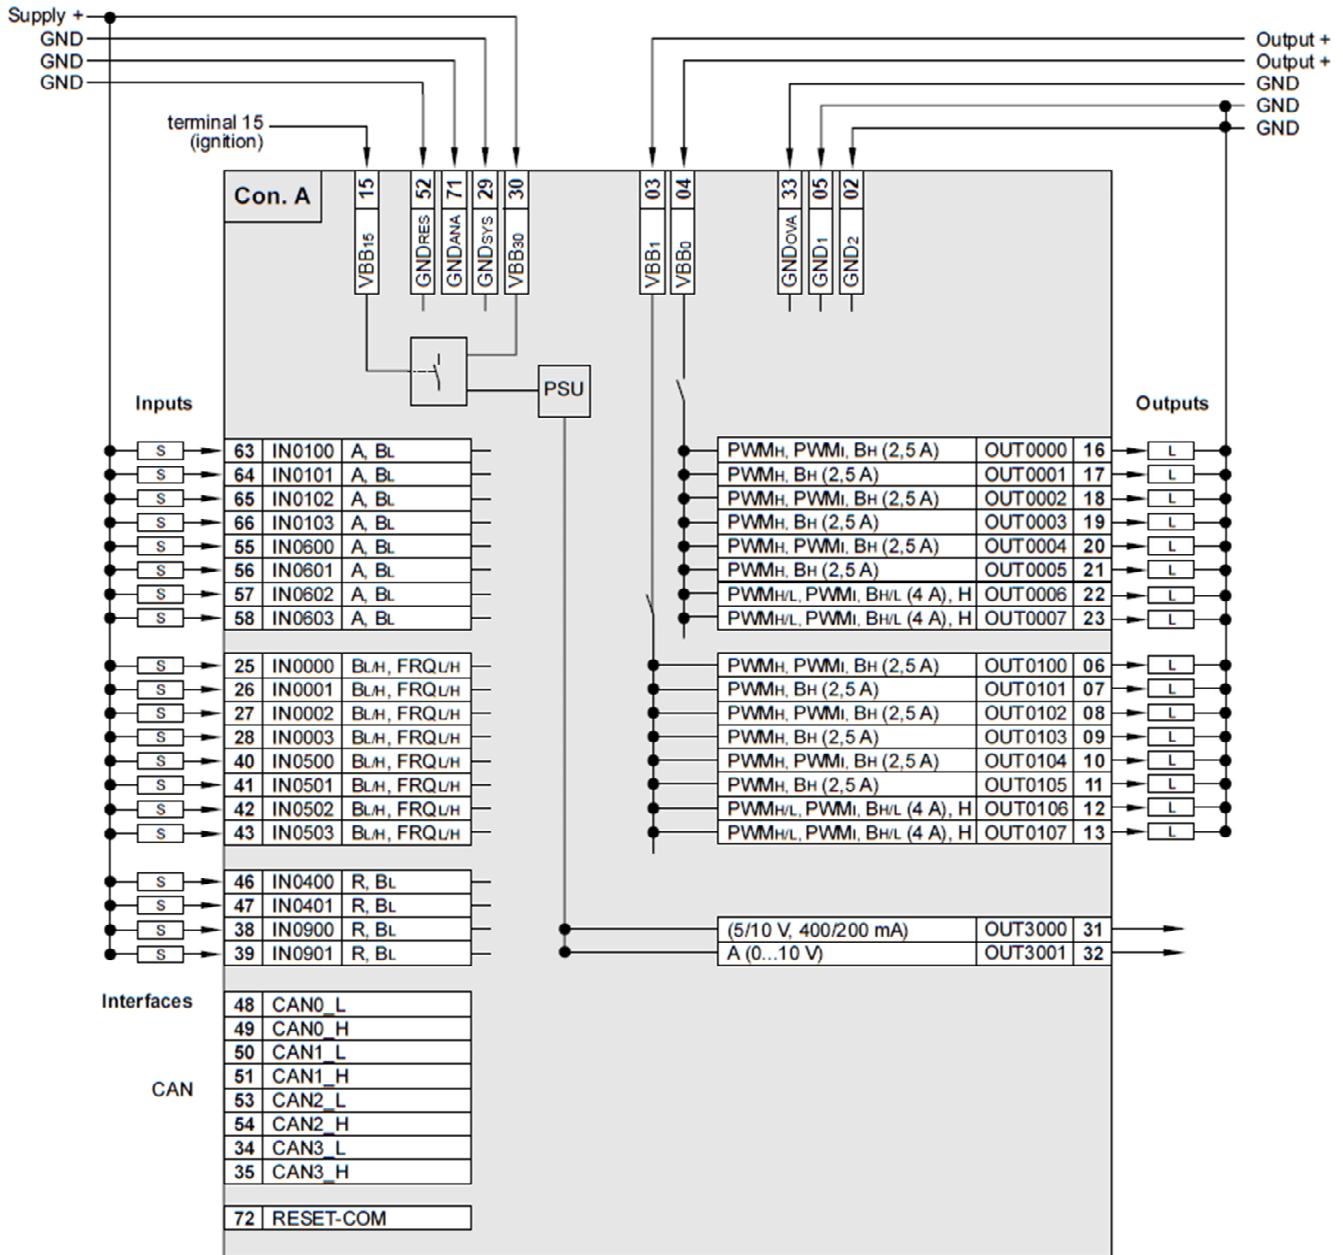 Supply +
GND
GND
GND
Output +
Output +
GND
GND
GND
terminal 15
(ignition)
Con. A
15
52
71
29
30
03
04
33
05
02
VBB15
GNDRES
GNDANA
GNDSYS
VBB30
VBB1
VBB0
GNDOVA
GND1
GND2
PSU
Inputs
Outputs
S 63 IN0100 A, BL
S 64 IN0101 A, BL
S 65 IN0102 A, BL
S 66 IN0103 A, BL
S 55 IN0600 A, BL
S 56 IN0601 A, BL
S 57 IN0602 A, BL
S 58 IN0603 A, BL
PWMH, PWMI, BH (2,5 A) OUT0000 16 L
PWMH, BH (2,5 A) OUT0001 17 L
PWMH, PWMI, BH (2,5 A) OUT0002 18 L
PWMH, BH (2,5 A) OUT0003 19 L
PWMH, PWMI, BH (2,5 A) OUT0004 20 L
PWMH, BH (2,5 A) OUT0005 21 L
PWMH/L, PWMI, BH/L (4 A), H OUT0006 22 L
PWMH/L, PWMI, BH/L (4 A), H OUT0007 23 L
S 25 IN0000 BL/H, FRQL/H
S 26 IN0001 BL/H, FRQL/H
S 27 IN0002 BL/H, FRQL/H
S 28 IN0003 BL/H, FRQL/H
S 40 IN0500 BL/H, FRQL/H
S 41 IN0501 BL/H, FRQL/H
S 42 IN0502 BL/H, FRQL/H
S 43 IN0503 BL/H, FRQL/H
PWMH, PWMI, BH (2,5 A) OUT0100 06 L
PWMH, BH (2,5 A) OUT0101 07 L
PWMH, PWMI, BH (2,5 A) OUT0102 08 L
PWMH, BH (2,5 A) OUT0103 09 L
PWMH, PWMI, BH (2,5 A) OUT0104 10 L
PWMH, BH (2,5 A) OUT0105 11 L
PWMH/L, PWMI, BH/L (4 A), H OUT0106 12 L
PWMH/L, PWMI, BH/L (4 A), H OUT0107 13 L
S 46 IN0400 R, BL
S 47 IN0401 R, BL
S 38 IN0900 R, BL
S 39 IN0901 R, BL
(5/10 V, 400/200 mA) OUT3000 31
A (0...10 V) OUT3001 32
Interfaces
CAN
48 CAN0_L
49 CAN0_H
50 CAN1_L
51 CAN1_H
53 CAN2_L
54 CAN2_H
34 CAN3_L
35 CAN3_H
72 RESET-COM